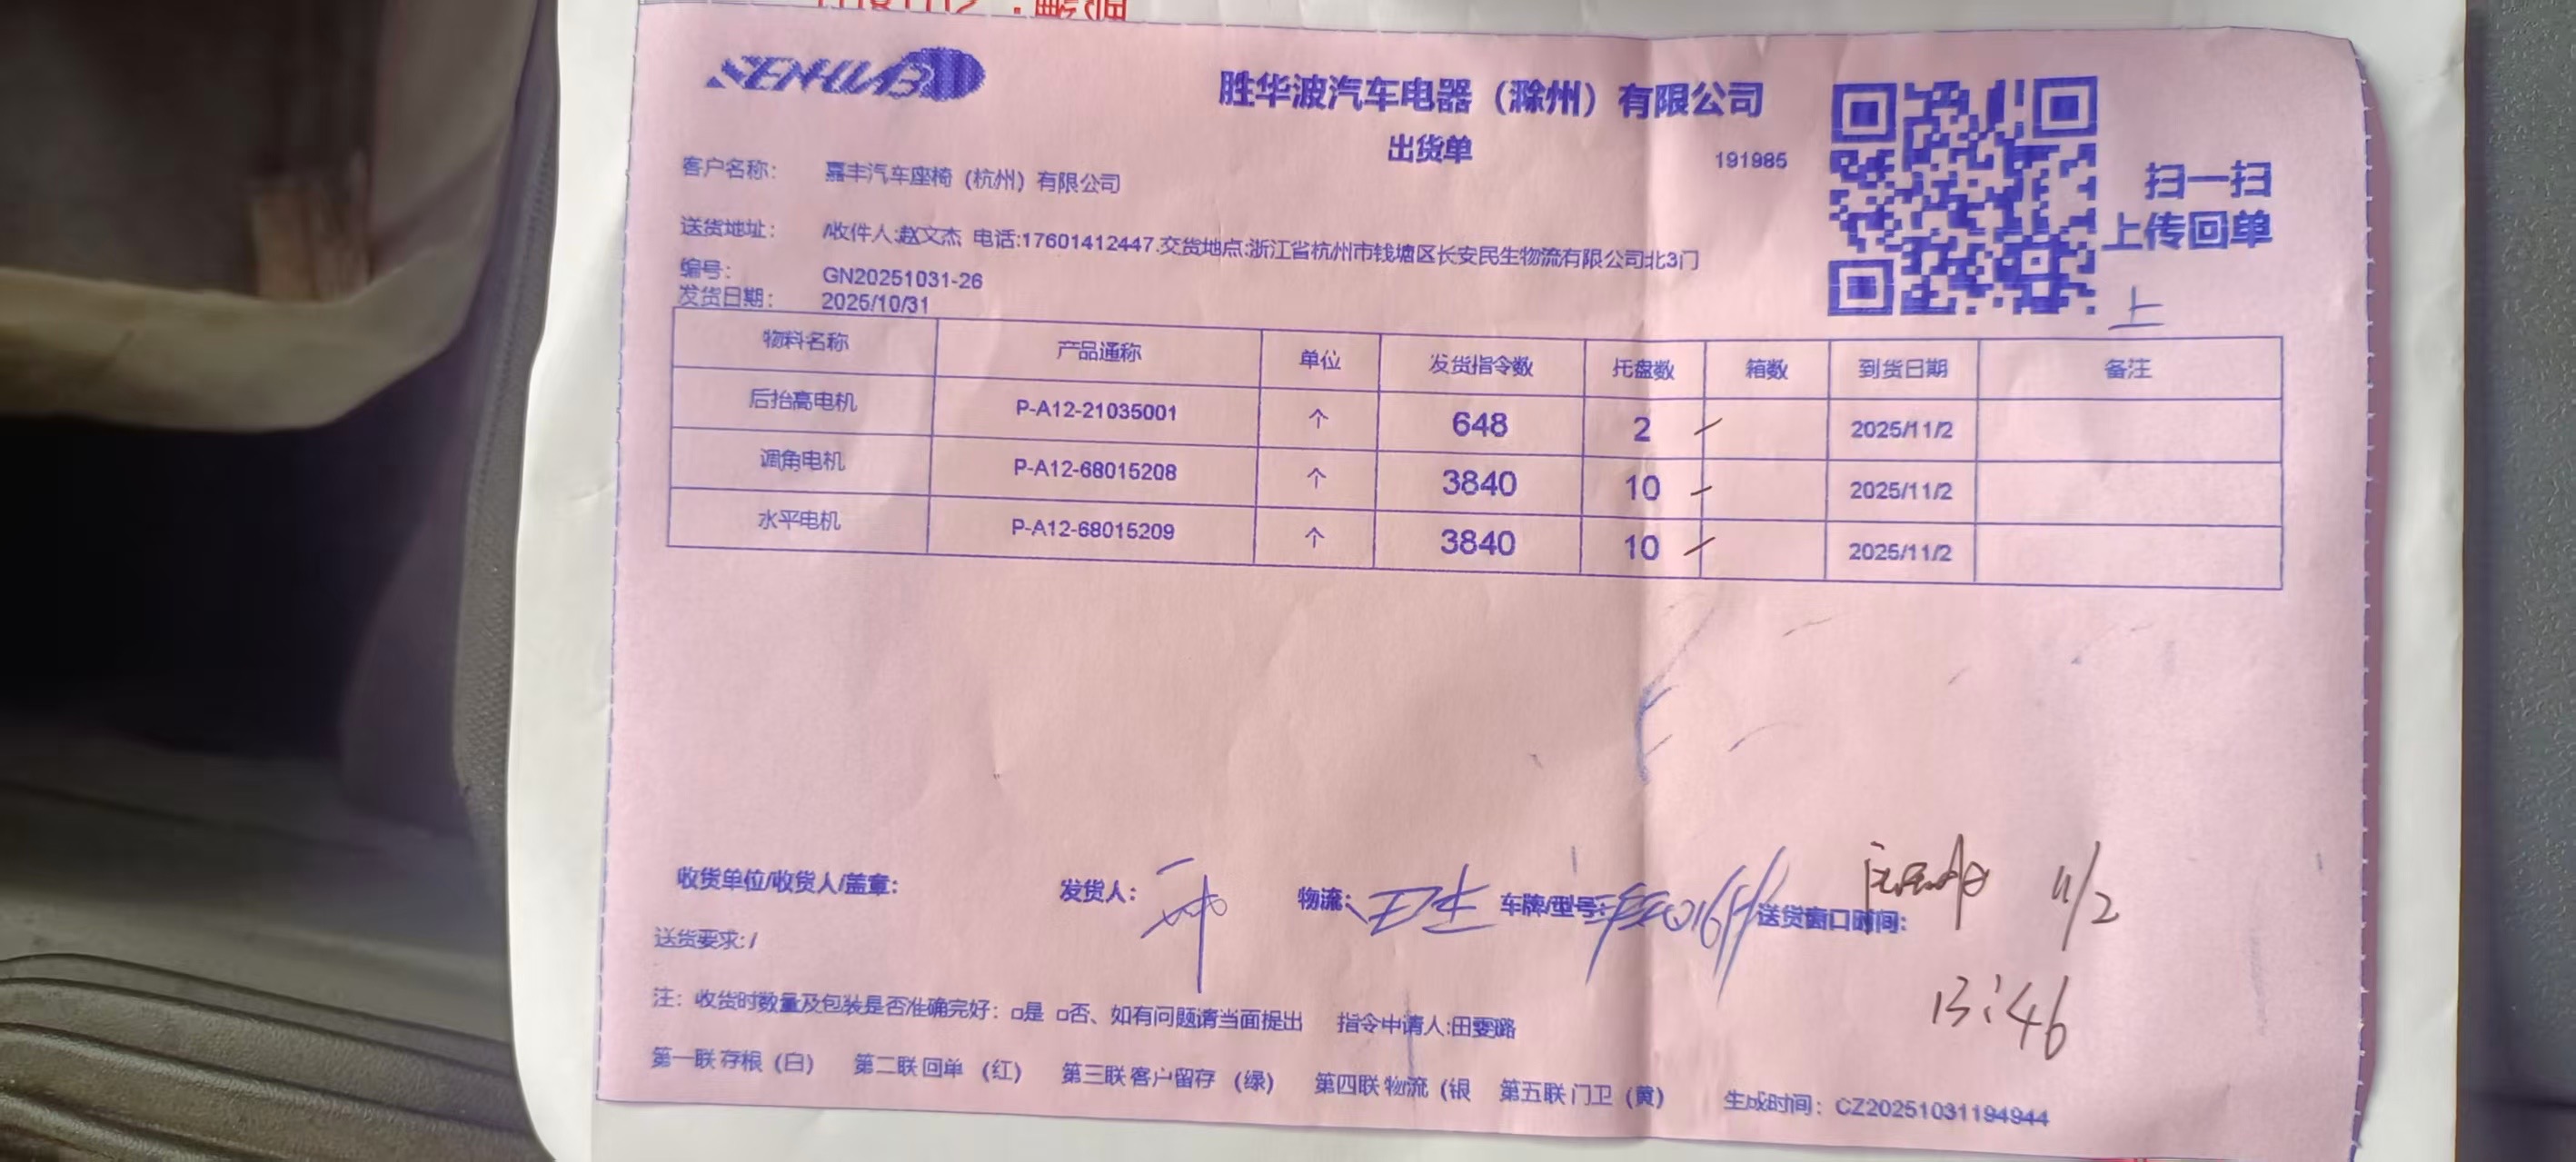 SENHUAB
胜华波汽车电器（滁州）有限公司
出货单
191985
扫一扫
上传回单
上
客户名称： 嘉丰汽车座椅（杭州）有限公司
送货地址： /收件人:赵文杰 电话:17601412447.交货地点:浙江省杭州市钱塘区长安民生物流有限公司北3门
编号： GN20251031-26
发货日期： 2025/10/31
物料名称 产品通称 单位 发货指令数 托盘数 箱数 到货日期 备注
后抬高电机 P-A12-21035001 个 648 2 2025/11/2
调角电机 P-A12-68015208 个 3840 10 2025/11/2
水平电机 P-A12-68015209 个 3840 10 2025/11/2
收货单位/收货人/盖章： 发货人： 物流： 车牌/型号： 送货窗口时间：
11/2
13:46
送货要求:/
注：收货时数量及包装是否准确完好：□是 □否、如有问题请当面提出 指令申请人:田雯璐
第一联存根（白） 第二联回单 （红） 第三联客户留存 （绿） 第四联物流（银 第五联门卫（黄） 生成时间：CZ20251031194944